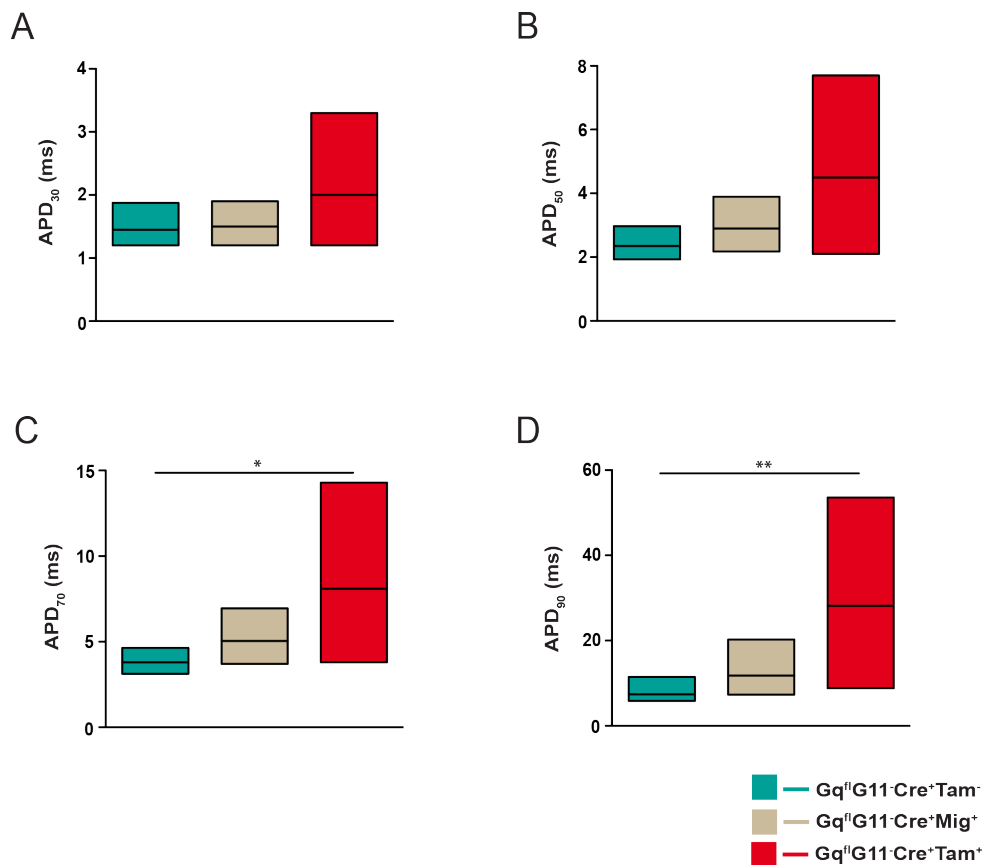 A
APD30 (ms)
4
3
2
1
0
B
APD50 (ms)
8
6
4
2
0
C
APD70 (ms)
15
10
5
0
*
D
APD90 (ms)
60
40
20
0
**
GqflG11-Cre+Tam-
GqflG11-Cre+Mig+
GqflG11-Cre+Tam+